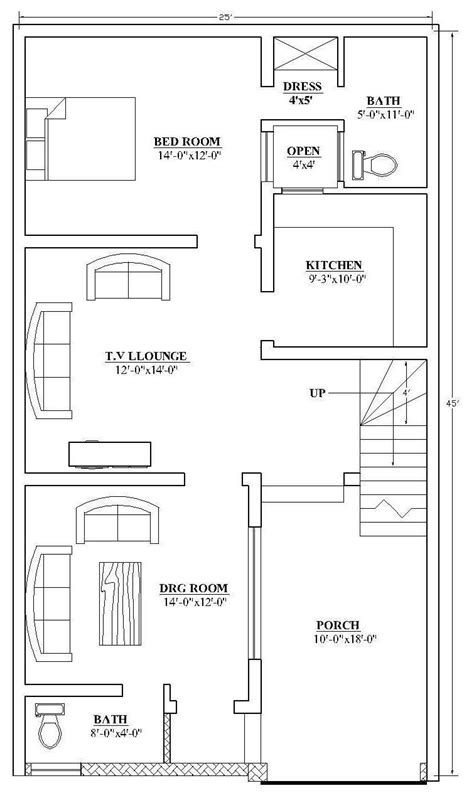 25'
DRESS
4'x5'
BATH
5'-0"x11'-0"
BED ROOM
14'-0"x12'-0"
OPEN
4'x4'
KITCHEN
9'-3"x10'-0"
T.V LLOUNGE
12'-0"x14'-0"
UP
4'
45'
DRG ROOM
14'-0"x12'-0"
PORCH
10'-0"x18'-0"
BATH
8'-0"x4'-0"